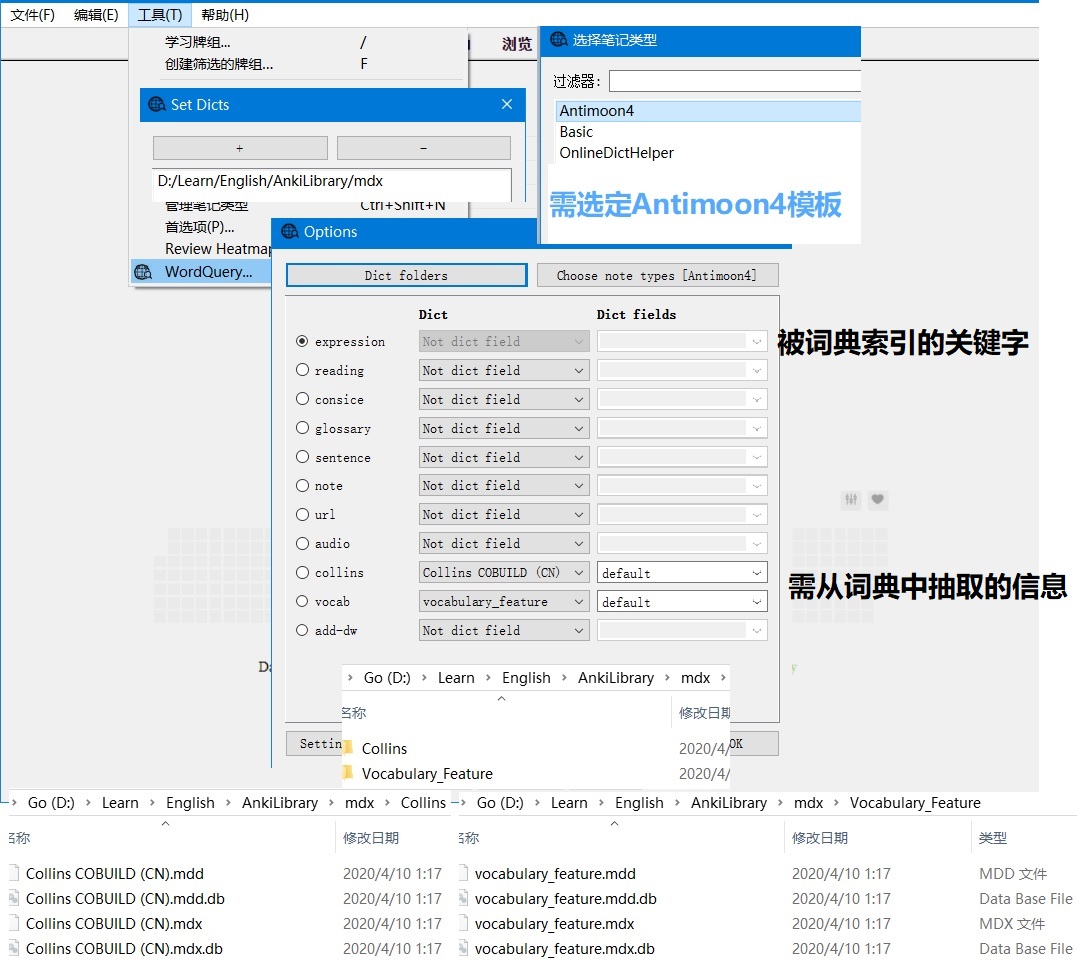 文件(F) 编辑(E) 工具(T) 帮助(H)
学习牌组... /
创建筛选的牌组... F
浏览
选择笔记类型
过滤器：
Antimoon4
Basic
OnlineDictHelper
需选定Antimoon4模板
Set Dicts
+ -
D:/Learn/English/AnkiLibrary/mdx
管理笔记类型 Ctrl+Shift+N
首选项(P)...
Review Heatmap
WordQuery...
Options
Dict folders Choose note types [Antimoon4]
Dict Dict fields
expression Not dict field
被词典索引的关键字
reading Not dict field
consice Not dict field
glossary Not dict field
sentence Not dict field
note Not dict field
url Not dict field
audio Not dict field
collins Collins COBUILD (CN) default
需从词典中抽取的信息
vocab vocabulary_feature default
add-dw Not dict field
Go (D:) Learn English AnkiLibrary mdx
名称 修改日期
Collins 2020/4/
Vocabulary_Feature 2020/4/
Settin OK
Go (D:) Learn English AnkiLibrary mdx Collins
名称 修改日期
Collins COBUILD (CN).mdd 2020/4/10 1:17
Collins COBUILD (CN).mdd.db 2020/4/10 1:17
Collins COBUILD (CN).mdx 2020/4/10 1:17
Collins COBUILD (CN).mdx.db 2020/4/10 1:17
Go (D:) Learn English AnkiLibrary mdx Vocabulary_Feature
名称 修改日期 类型
vocabulary_feature.mdd 2020/4/10 1:17 MDD 文件
vocabulary_feature.mdd.db 2020/4/10 1:17 Data Base File
vocabulary_feature.mdx 2020/4/10 1:17 MDX 文件
vocabulary_feature.mdx.db 2020/4/10 1:17 Data Base File